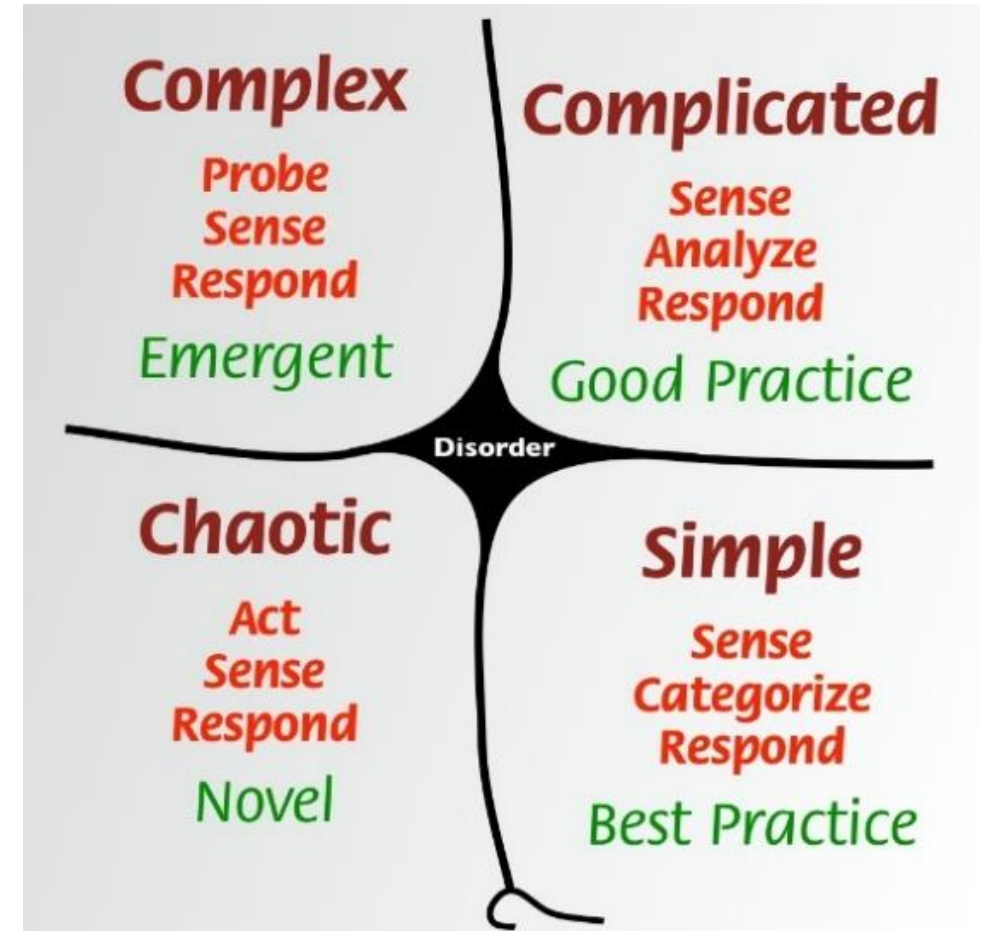 Complex
Probe
Sense
Respond
Emergent
Complicated
Sense
Analyze
Respond
Good Practice
Disorder
Chaotic
Act
Sense
Respond
Novel
Simple
Sense
Categorize
Respond
Best Practice